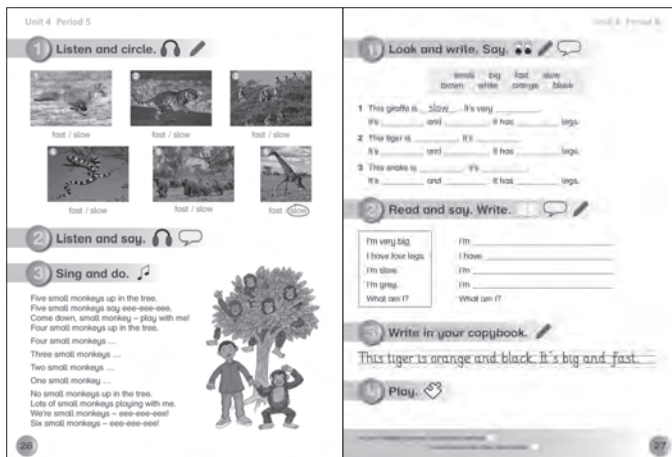 Unit 4 Period 5
1 Listen and circle.
1
2
3
fast / slow
fast / slow
fast / slow
4
5
6
fast / slow
fast / slow
fast / slow
2 Listen and say.
3 Sing and do.
Five small monkeys up in the tree.
Five small monkeys say eee-eee-eee.
Come down, small monkey – play with me!
Four small monkeys up in the tree.
Four small monkeys ...
Three small monkeys ...
Two small monkeys ...
One small monkey ...
No small monkeys up in the tree.
Lots of small monkeys playing with me.
We're small monkeys – eee-eee-eee!
Six small monkeys – eee-eee-eee!
26
Unit 4 Period 6
1 Look and write. Say.
small big fast slow
brown white orange black
1 This giraffe is slow. It's very
It's and It has legs.
2 This tiger is It's
It's and It has legs.
3 This snake is It's
It's and It has legs.
2 Read and say. Write.
I'm very big.
I have four legs.
I'm slow.
I'm grey.
What am I?
I'm
I have
I'm
I'm
What am I?
3 Write in your copybook.
This tiger is orange and black. It's big and fast.
4 Play.
27